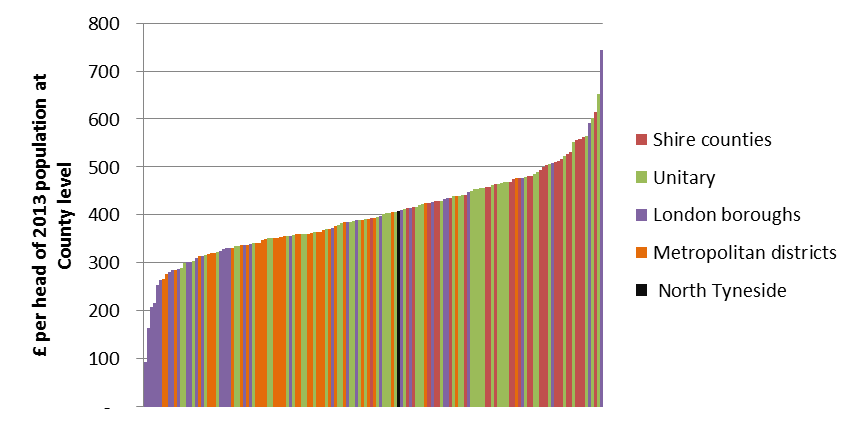 £ per head of 2013 population at
County level
800
700
600
500
400
300
200
100
-
Shire counties
Unitary
London boroughs
Metropolitan districts
North Tyneside